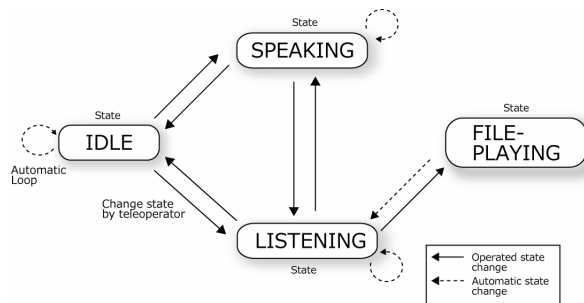 State
SPEAKING
State
IDLE
Automatic
Loop
Change state
by teleoperator
State
FILE-
PLAYING
LISTENING
State
Operated state
change
Automatic state
change